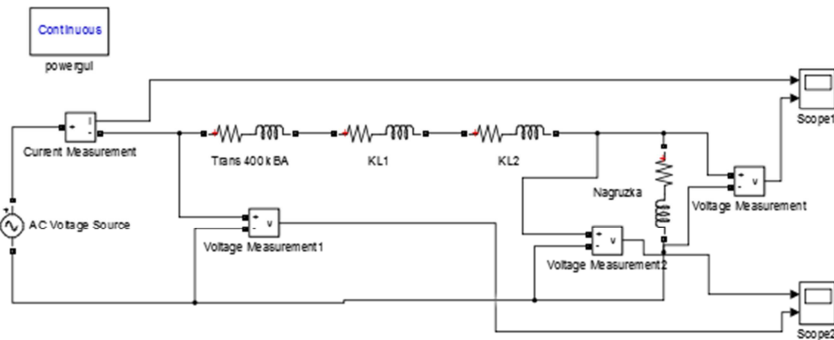 Continuous
powergui
Scope1
Current Measurement
Trans 400 kBA
KL1
KL2
Nagruzka
Voltage Measurement
AC Voltage Source
Voltage Measurement1
Voltage Measurement2
Scope2